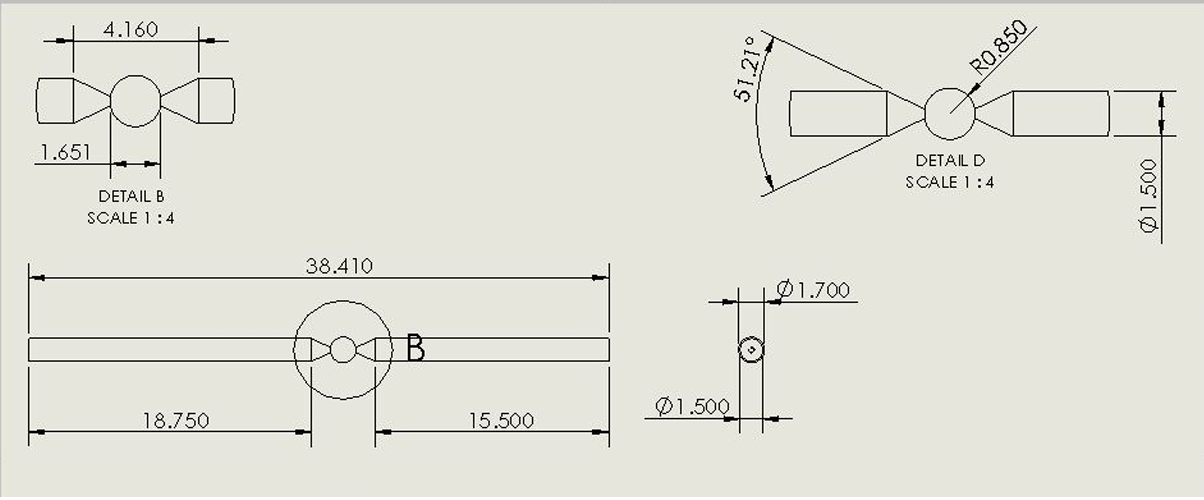 4.160
1.651
DETAIL B
SCALE 1 : 4
51.21°
R0.850
DETAIL D
SCALE 1 : 4
Ø1.500
38.410
B
18.750
15.500
Ø1.700
Ø1.500